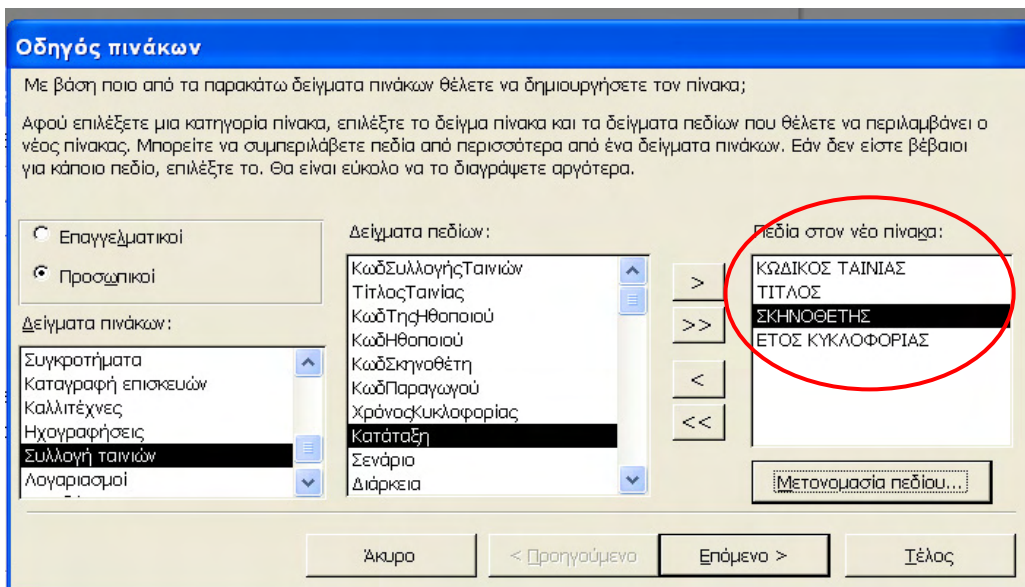 Οδηγός πινάκων
Με βάση ποιο από τα παρακάτω δείγματα πινάκων θέλετε να δημιουργήσετε τον πίνακα;
Αφού επιλέξετε μια κατηγορία πίνακα, επιλέξτε το δείγμα πίνακα και τα δείγματα πεδίων που θέλετε να περιλαμβάνει ο
νέος πίνακας. Μπορείτε να συμπεριλάβετε πεδία από περισσότερα από ένα δείγματα πινάκων. Εάν δεν είστε βέβαιοι
για κάποιο πεδίο, επιλέξτε το. Θα είναι εύκολο να το διαγράψετε αργότερα.
Επαγγελματικοί
Προσωπικοί
Δείγματα πινάκων:
Συγκροτήματα
Καταγραφή επισκευών
Καλλιτέχνες
Ηχογραφήσεις
Συλλογή ταινιών
Λογαριασμοί
Δείγματα πεδίων:
ΚωδΣυλλογήςΤαινιών
ΤίτλοςΤαινίας
ΚωδΤηςΗθοποιού
ΚωδΗθοποιού
ΚωδΣκηνοθέτη
ΚωδΠαραγωγού
ΧρόνοςΚυκλοφορίας
Κατάταξη
Σενάριο
Διάρκεια
>
>>
<
<<
Πεδία στον νέο πίνακα:
ΚΩΔΙΚΟΣ ΤΑΙΝΙΑΣ
ΤΙΤΛΟΣ
ΣΚΗΝΟΘΕΤΗΣ
ΕΤΟΣ ΚΥΚΛΟΦΟΡΙΑΣ
Μετονομασία πεδίου...
Άκυρο
< Προηγούμενο
Επόμενο >
Τέλος